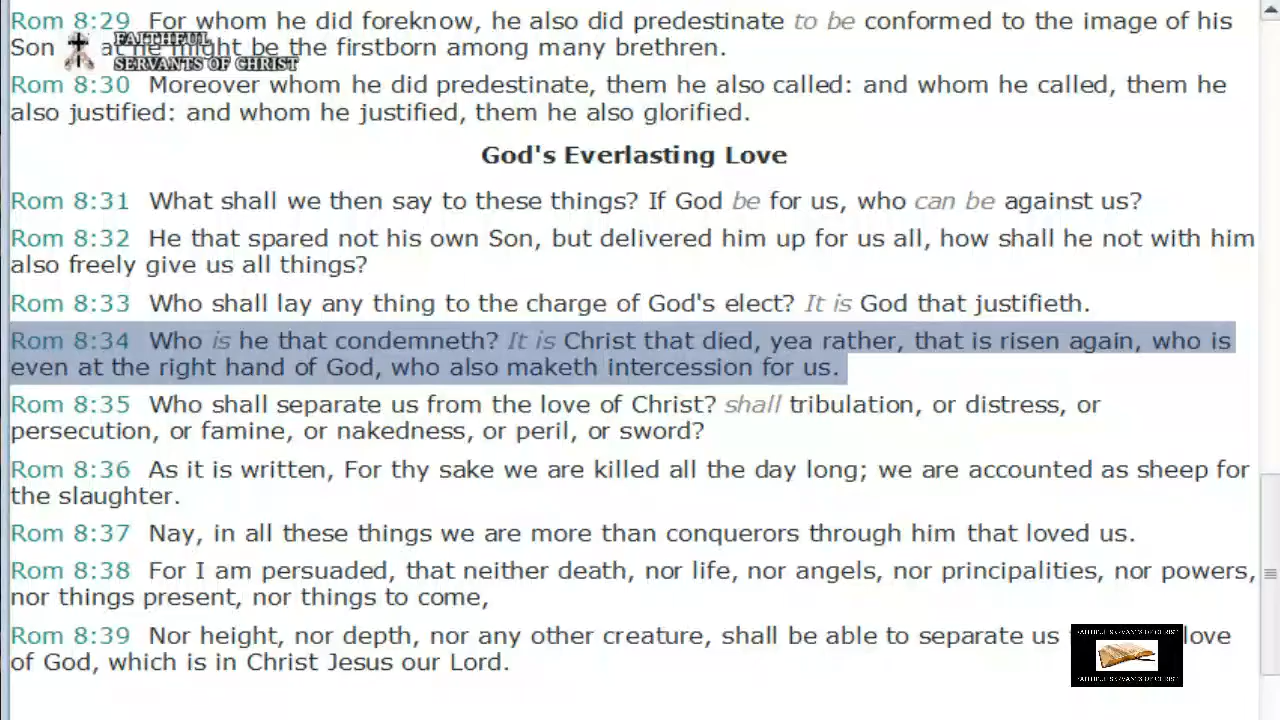 Rom 8:29 For whom he did foreknow, he also did predestinate to be conformed to the image of his
Son at he might be the firstborn among many brethren.
FAITHFUL
SERVANTS OF CHRIST
Rom 8:30 Moreover whom he did predestinate, them he also called: and whom he called, them he
also justified: and whom he justified, them he also glorified.
God's Everlasting Love
Rom 8:31 What shall we then say to these things? If God be for us, who can be against us?
Rom 8:32 He that spared not his own Son, but delivered him up for us all, how shall he not with him
also freely give us all things?
Rom 8:33 Who shall lay any thing to the charge of God's elect? It is God that justifieth.
Rom 8:34 Who is he that condemneth? It is Christ that died, yea rather, that is risen again, who is
even at the right hand of God, who also maketh intercession for us.
Rom 8:35 Who shall separate us from the love of Christ? shall tribulation, or distress, or
persecution, or famine, or nakedness, or peril, or sword?
Rom 8:36 As it is written, For thy sake we are killed all the day long; we are accounted as sheep for
the slaughter.
Rom 8:37 Nay, in all these things we are more than conquerors through him that loved us.
Rom 8:38 For I am persuaded, that neither death, nor life, nor angels, nor principalities, nor powers,
nor things present, nor things to come,
Rom 8:39 Nor height, nor depth, nor any other creature, shall be able to separate us love
of God, which is in Christ Jesus our Lord.
FAITHFUL SERVANTS OF CHRIST
FAITHFUL SERVANTS OF CHRIST